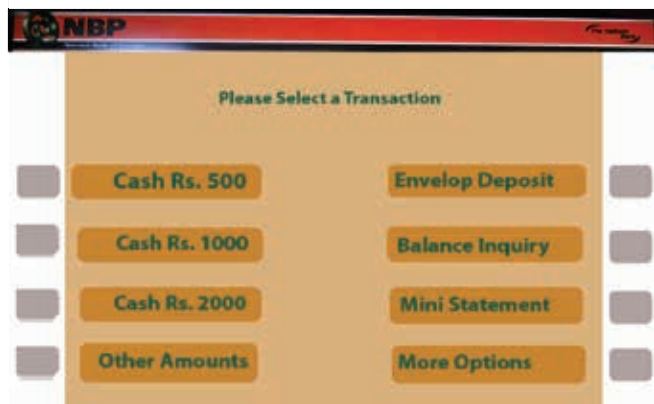 NBP
Please Select a Transaction
Cash Rs. 500
Envelop Deposit
Cash Rs. 1000
Balance Inquiry
Cash Rs. 2000
Mini Statement
Other Amounts
More Options